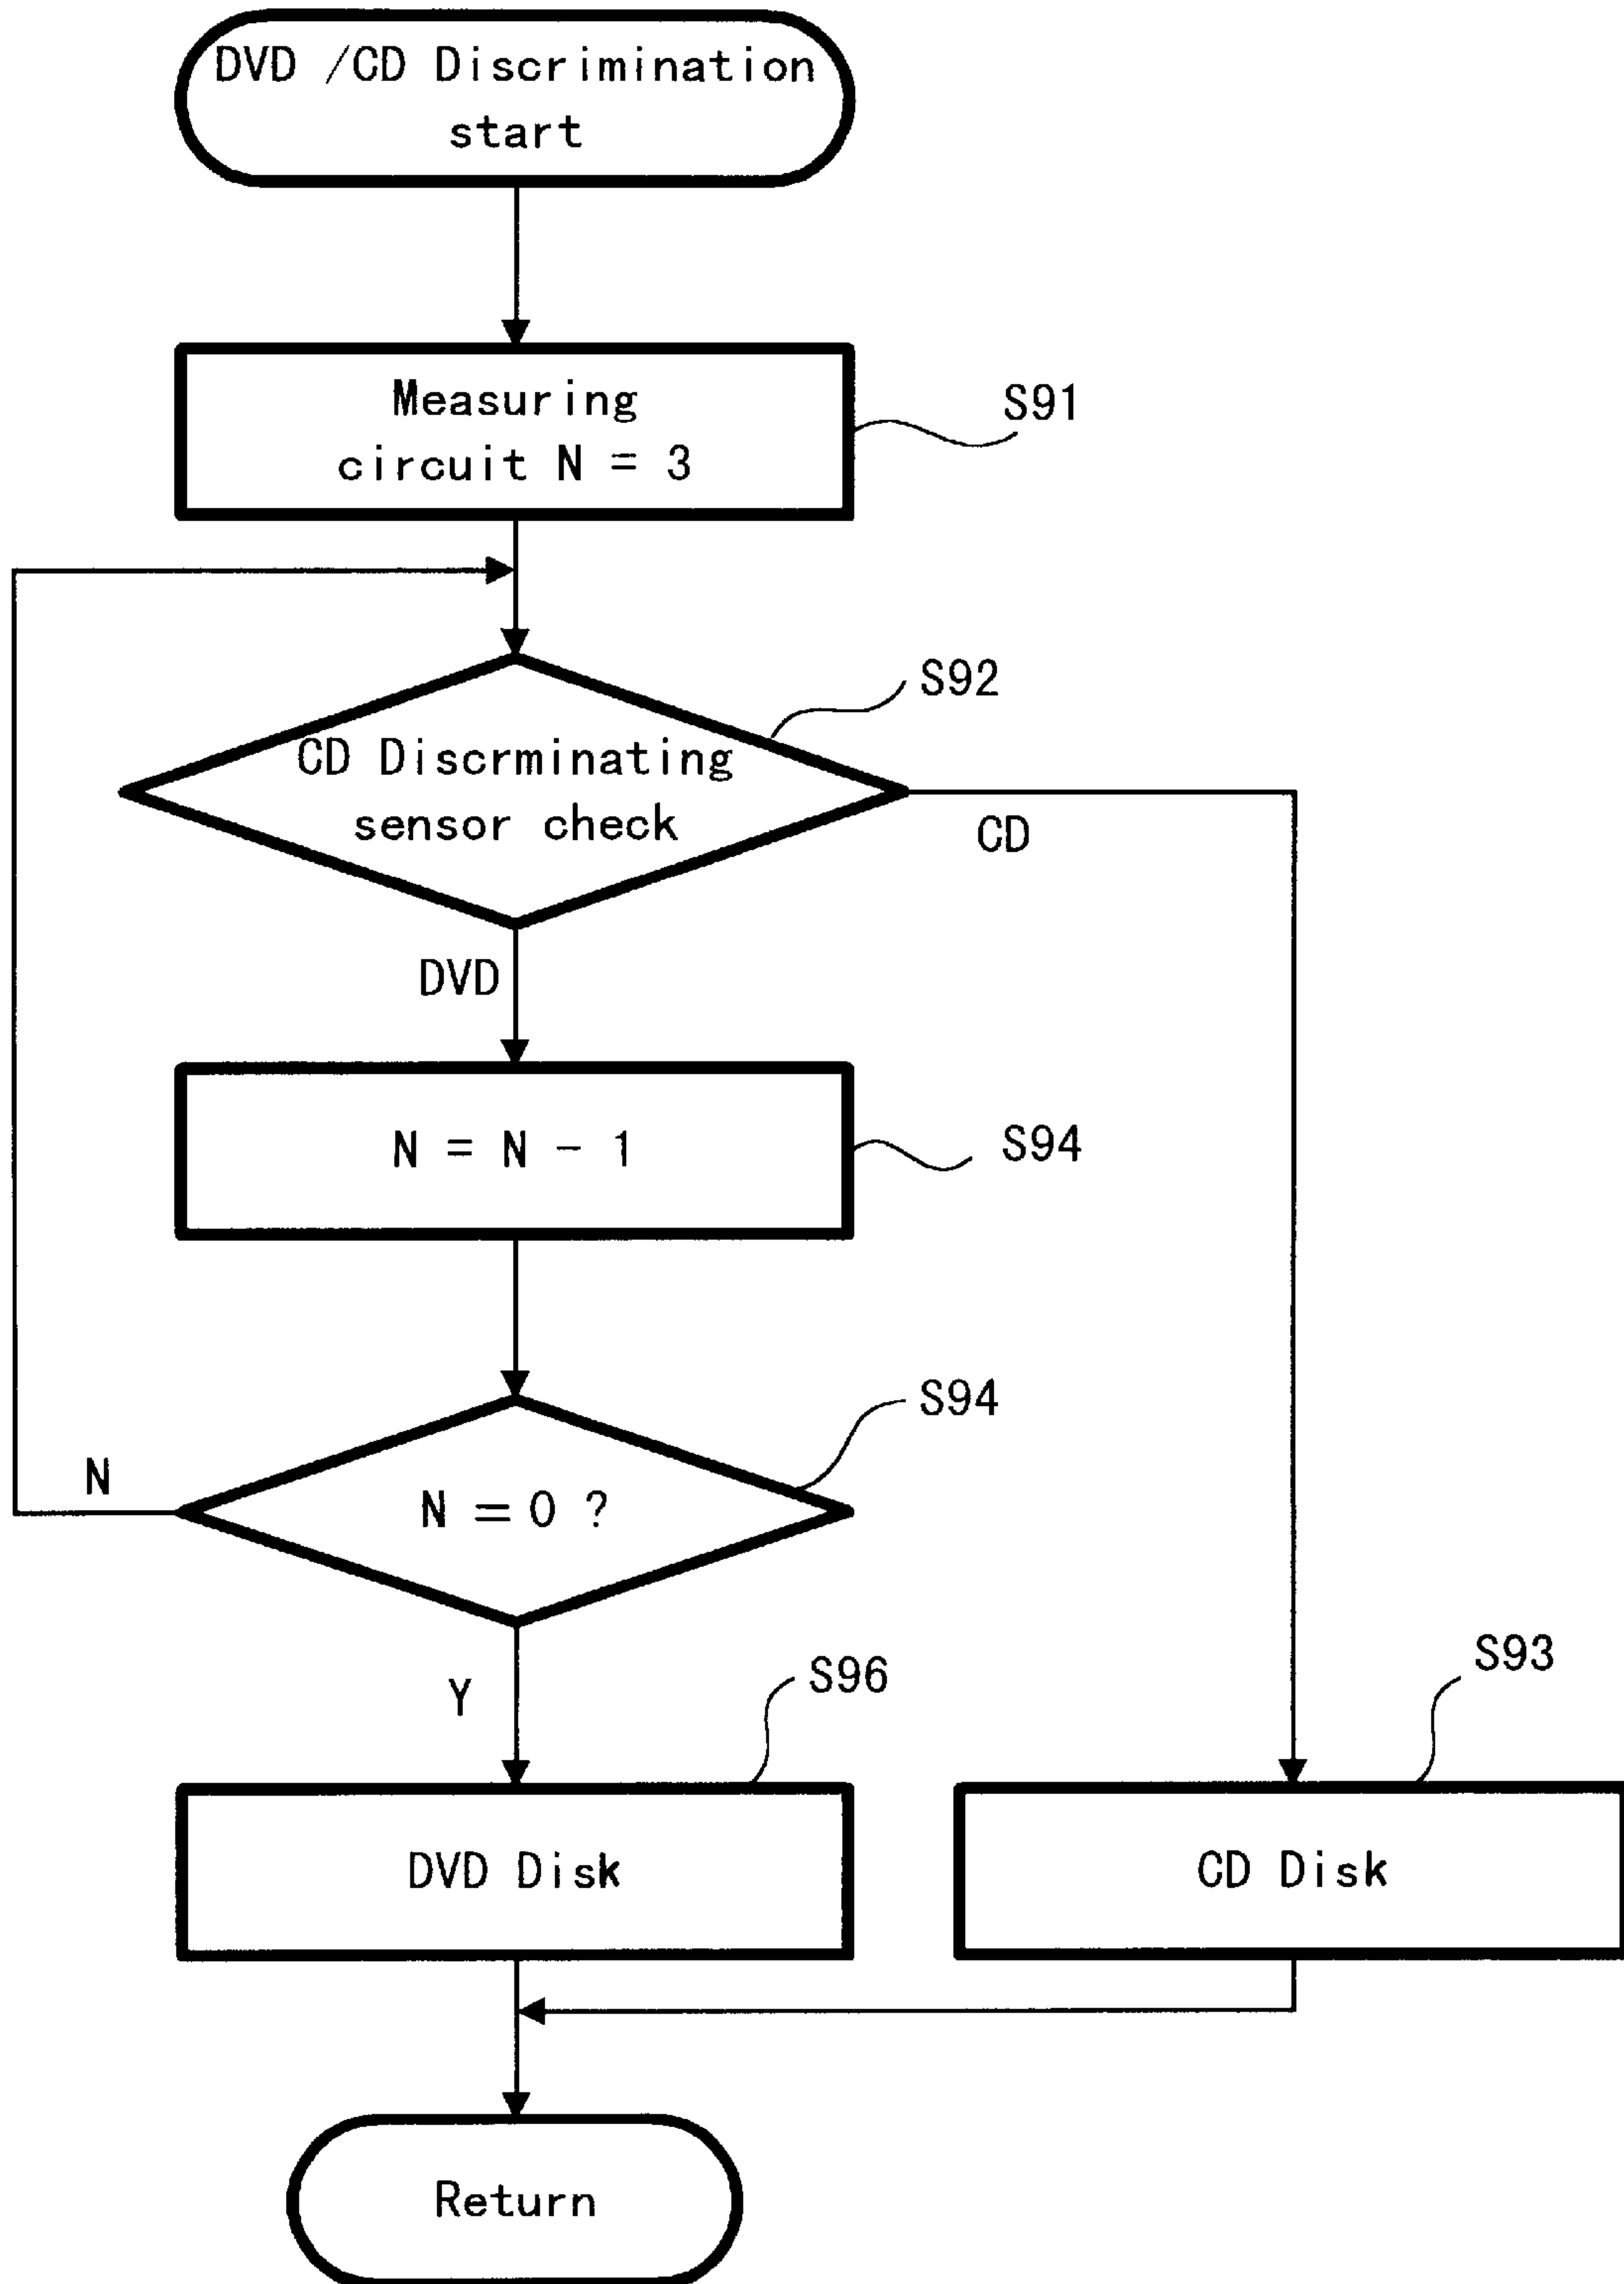 DVD /CD Discrimination
start
Measuring
circuit N = 3
S91
S92
CD Discrminating
sensor check
CD
DVD
N = N - 1
S94
S94
N
N = 0 ?
Y
S96
S93
DVD Disk
CD Disk
Return